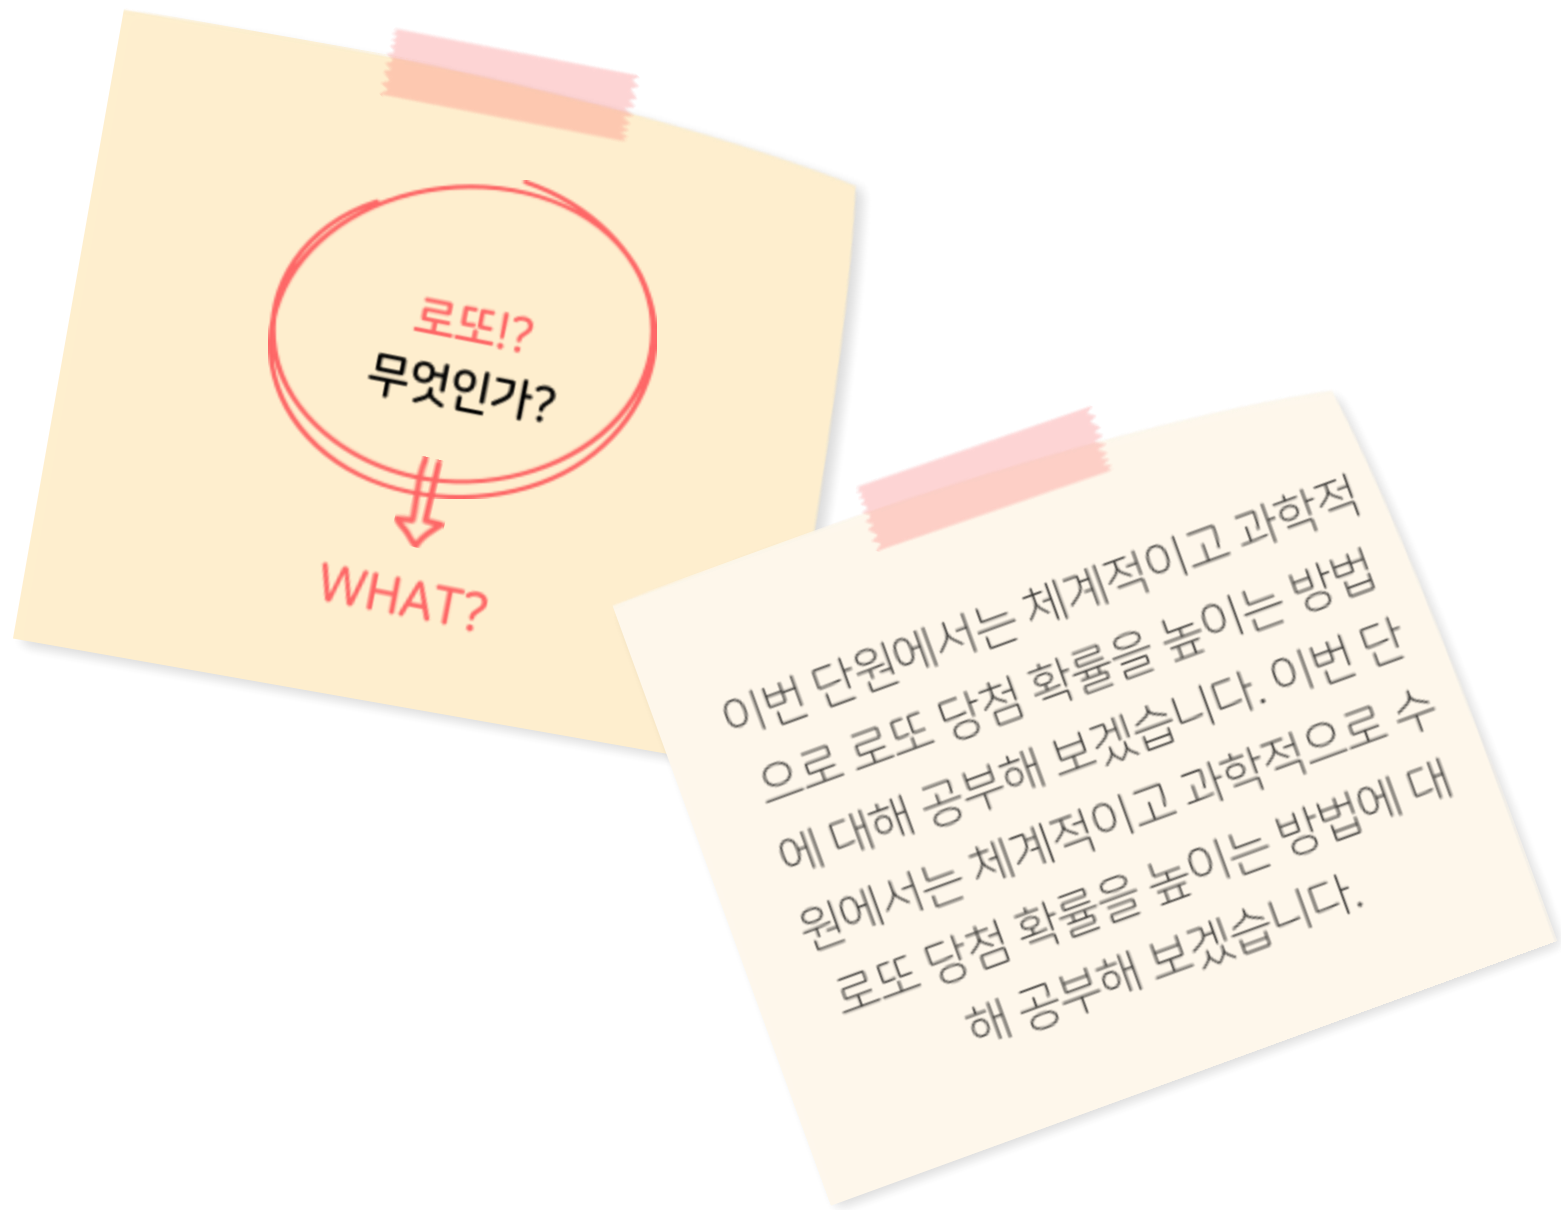 로또!?
무엇인가?
WHAT?
이번 단원에서는 체계적이고 과학적
으로 로또 당첨 확률을 높이는 방법
에 대해 공부해 보겠습니다. 이번 단
원에서는 체계적이고 과학적으로 수
로또 당첨 확률을 높이는 방법에 대
해 공부해 보겠습니다.